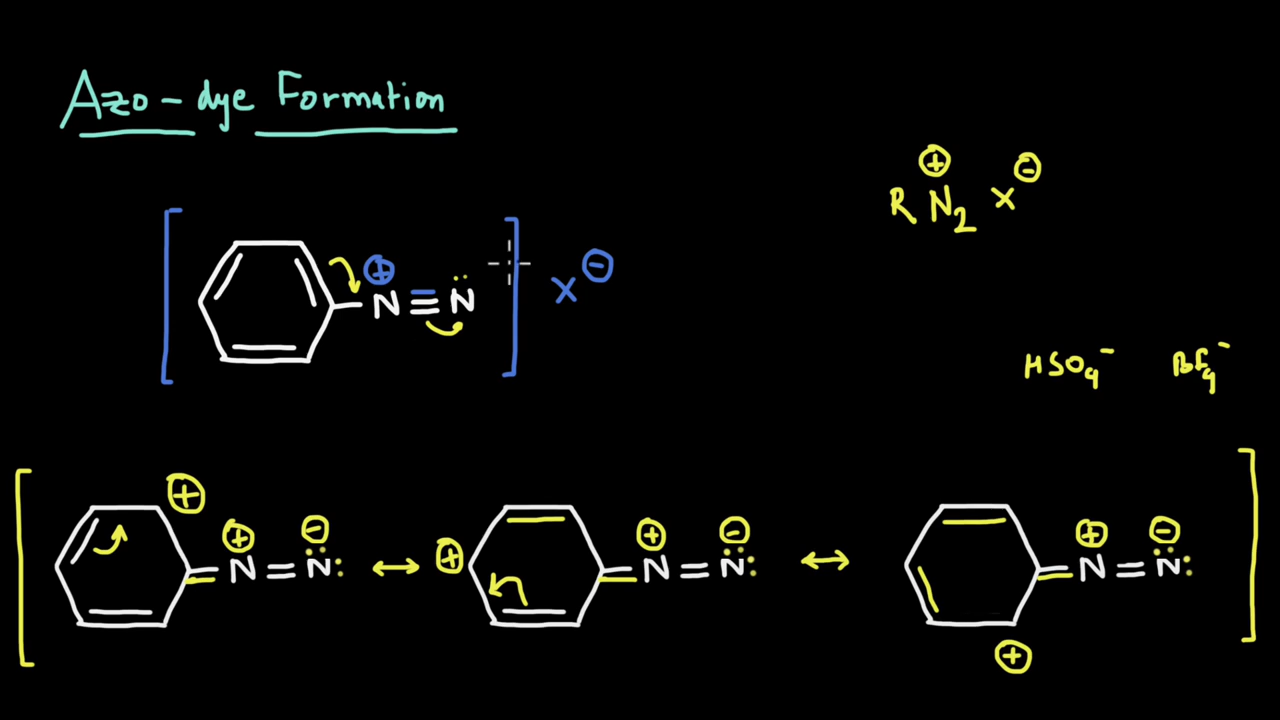 Azo-dye Formation
R N₂⊕ X⊖
N⊕≡N̈ X⊖
HSO₄⁻ BF₄⁻
⊕ N⊕=N̈:⊖ ↔ ⊕ N⊕=N̈:⊖ ↔ N⊕=N̈:⊖
⊕